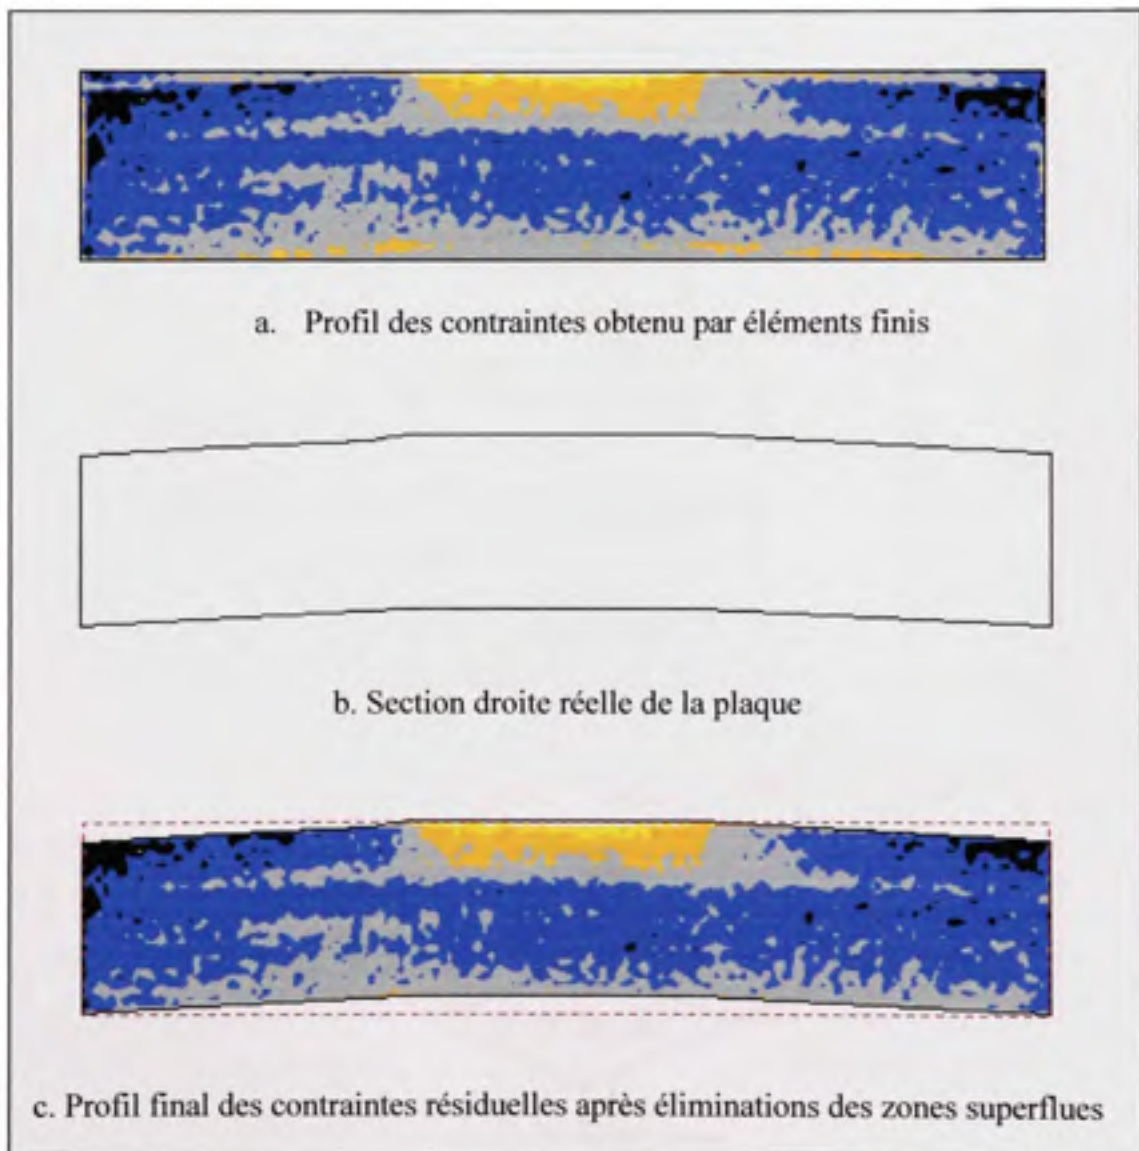 a. Profil des contraintes obtenu par éléments finis
b. Section droite réelle de la plaque
c. Profil final des contraintes résiduelles après éliminations des zones superflues